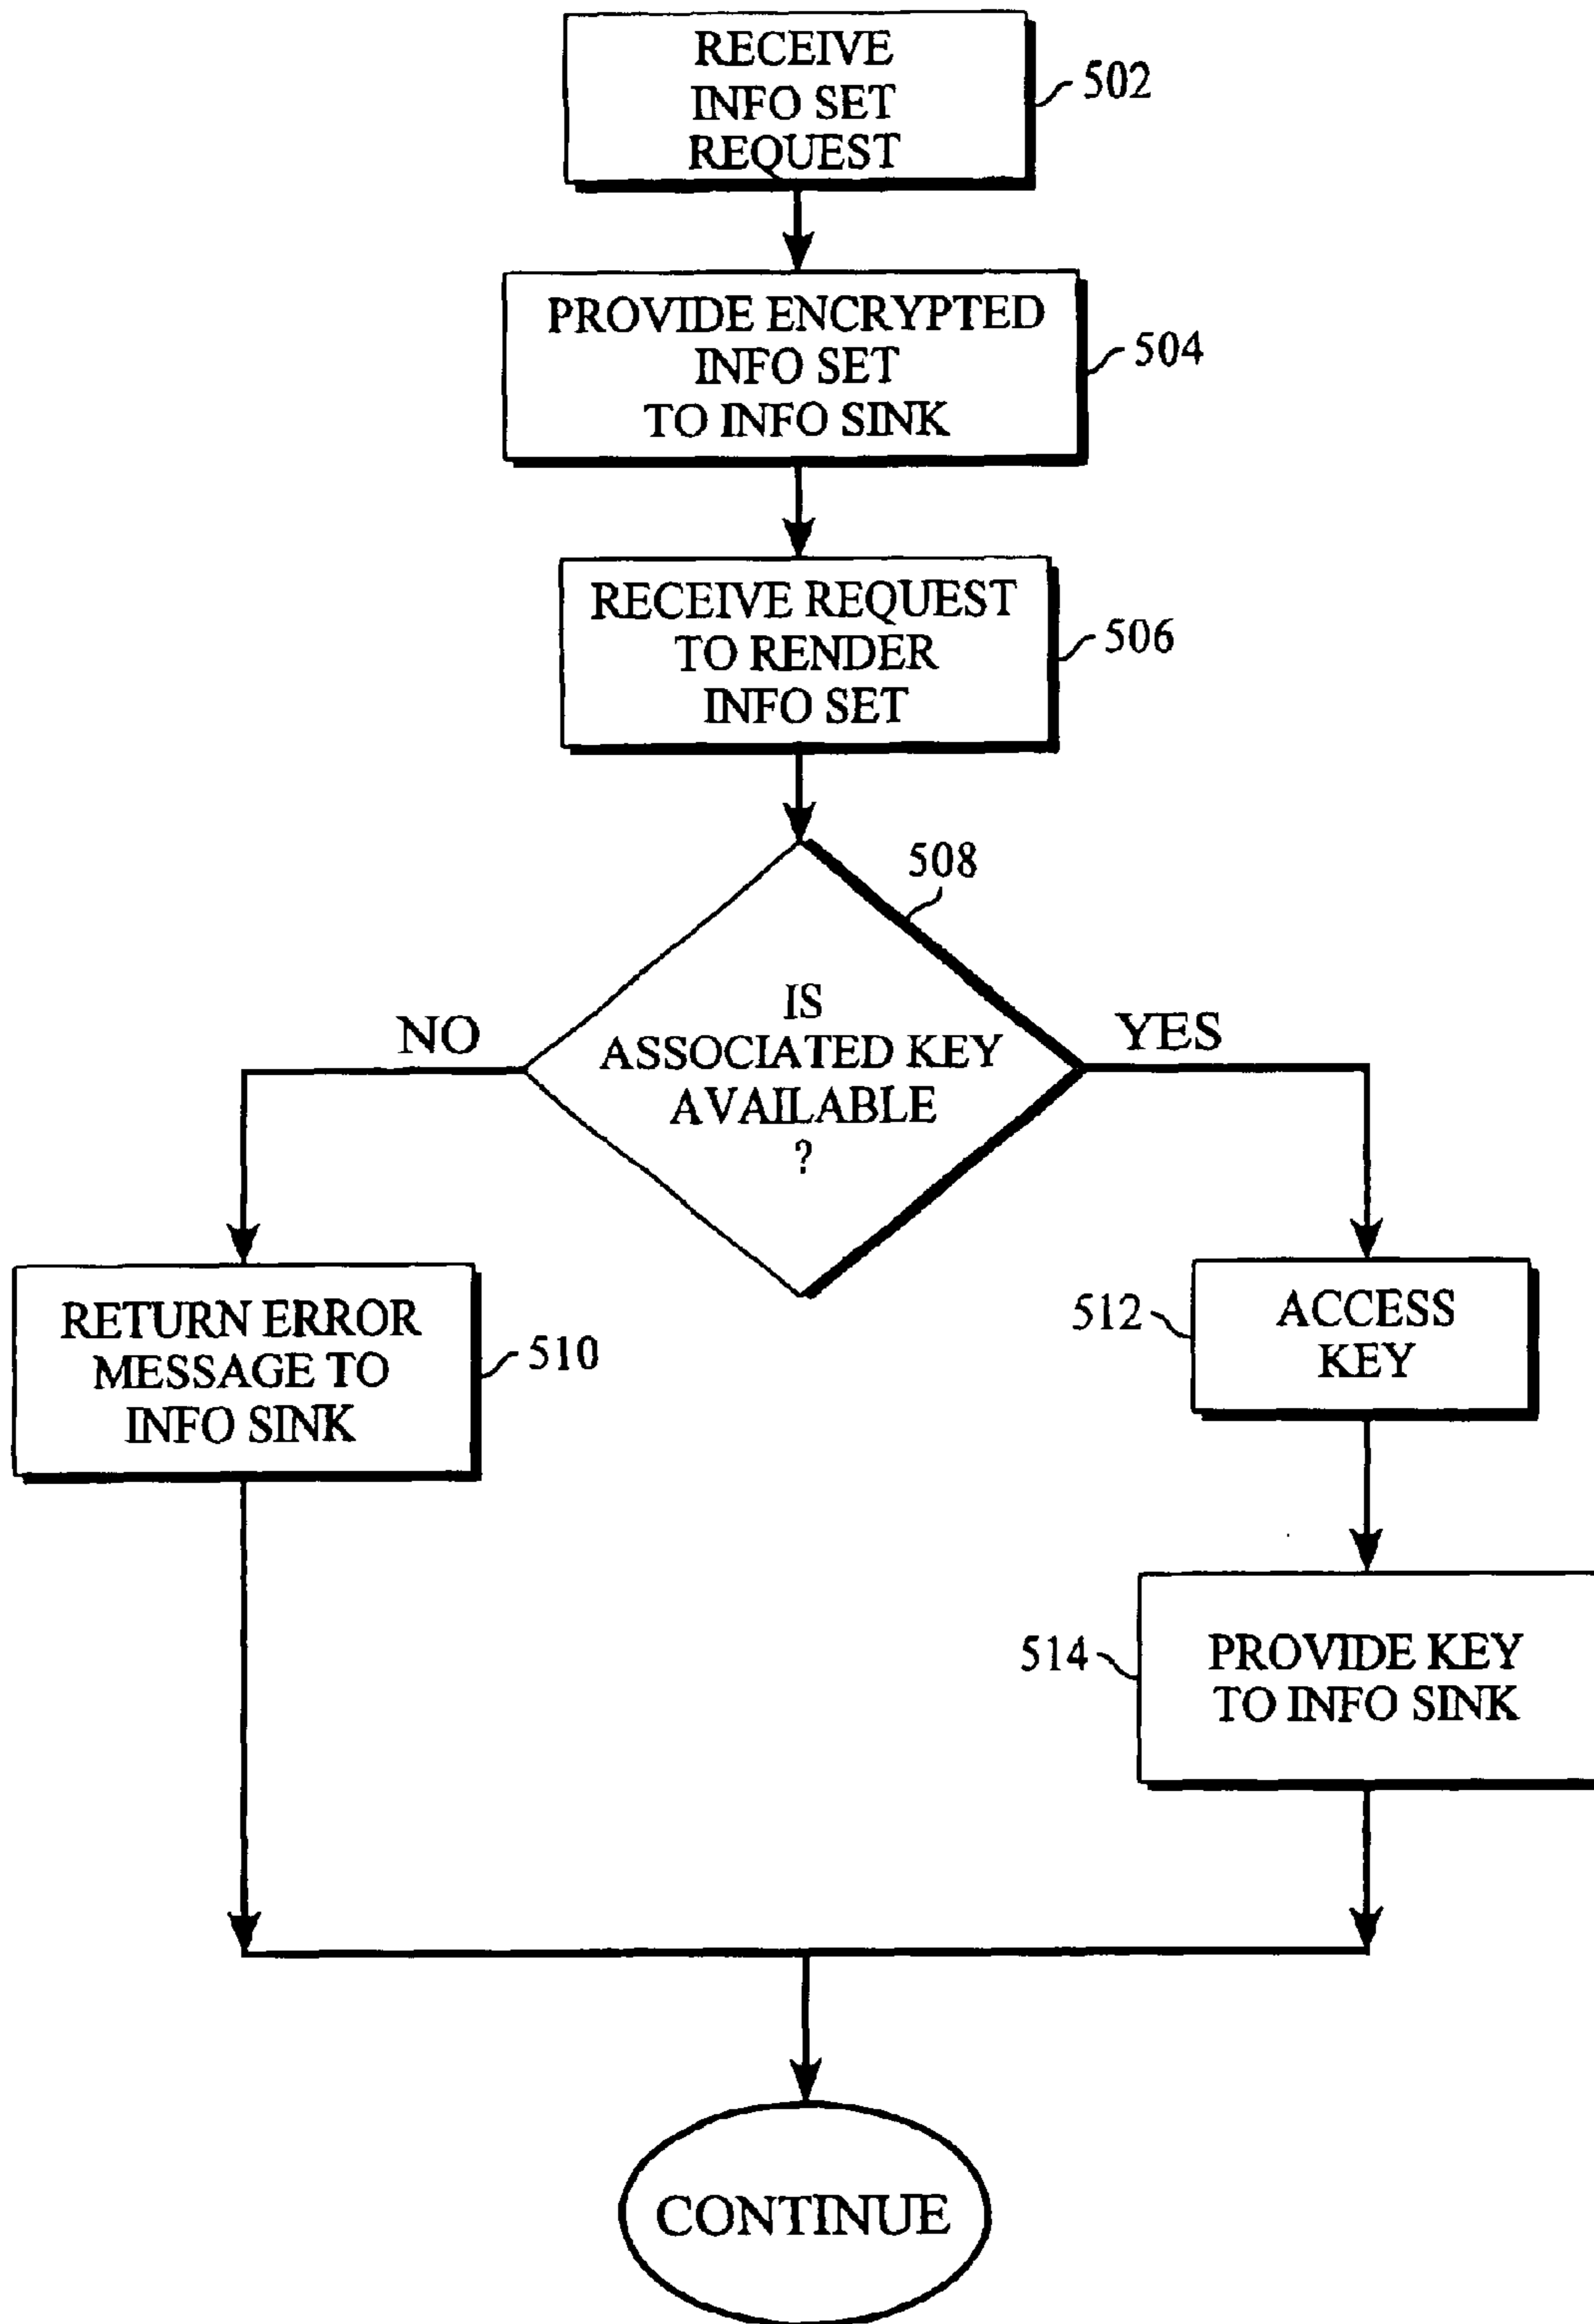 RECEIVE
INFO SET
REQUEST
502
PROVIDE ENCRYPTED
INFO SET
TO INFO SINK
504
RECEIVE REQUEST
TO RENDER
INFO SET
506
508
IS
ASSOCIATED KEY
AVAILABLE
?
NO
YES
RETURN ERROR
MESSAGE TO
INFO SINK
510
512
ACCESS
KEY
514
PROVIDE KEY
TO INFO SINK
CONTINUE